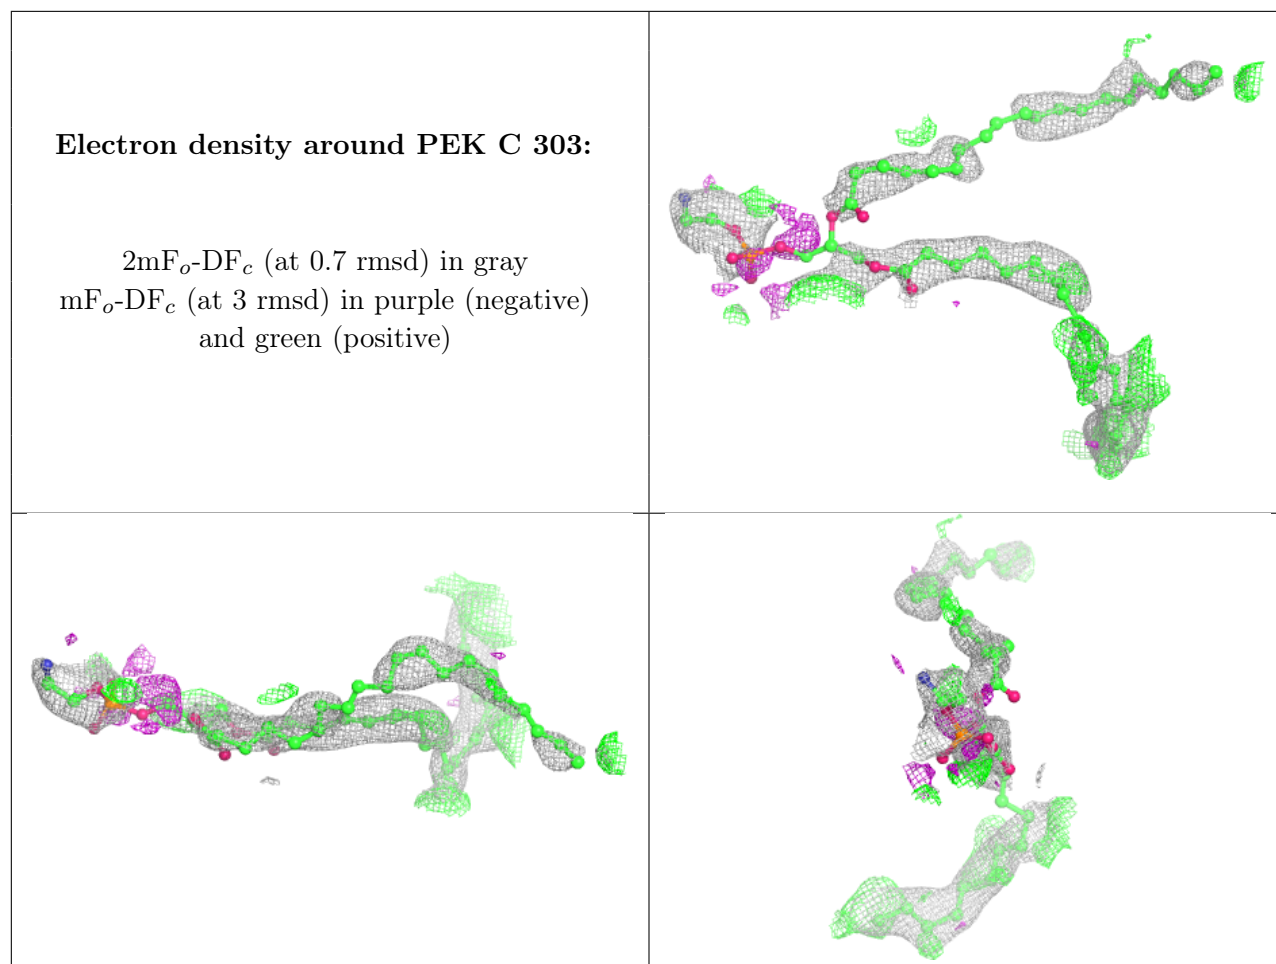 Electron density around PEK C 303:
2mFo-DFc (at 0.7 rmsd) in gray
mFo-DFc (at 3 rmsd) in purple (negative)
and green (positive)